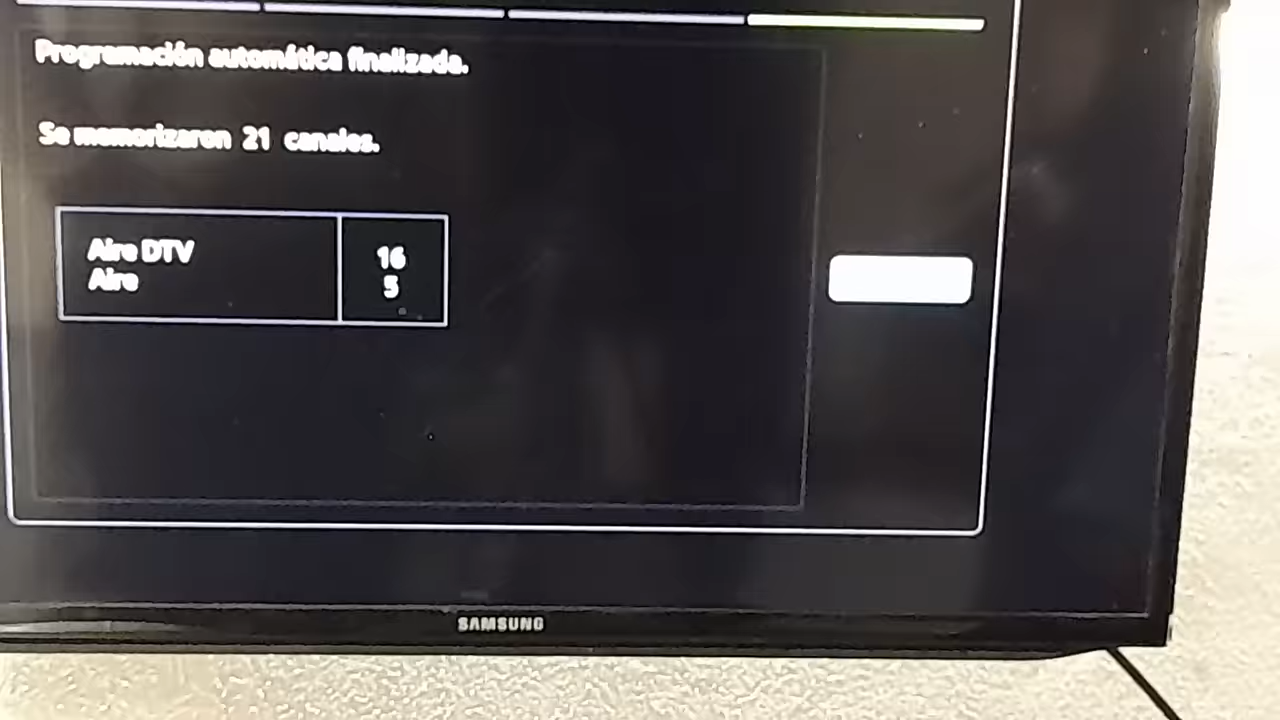 Programación automática finalizada.
Se memorizaron 21 canales.
Aire DTV 16
Aire 5
SAMSUNG